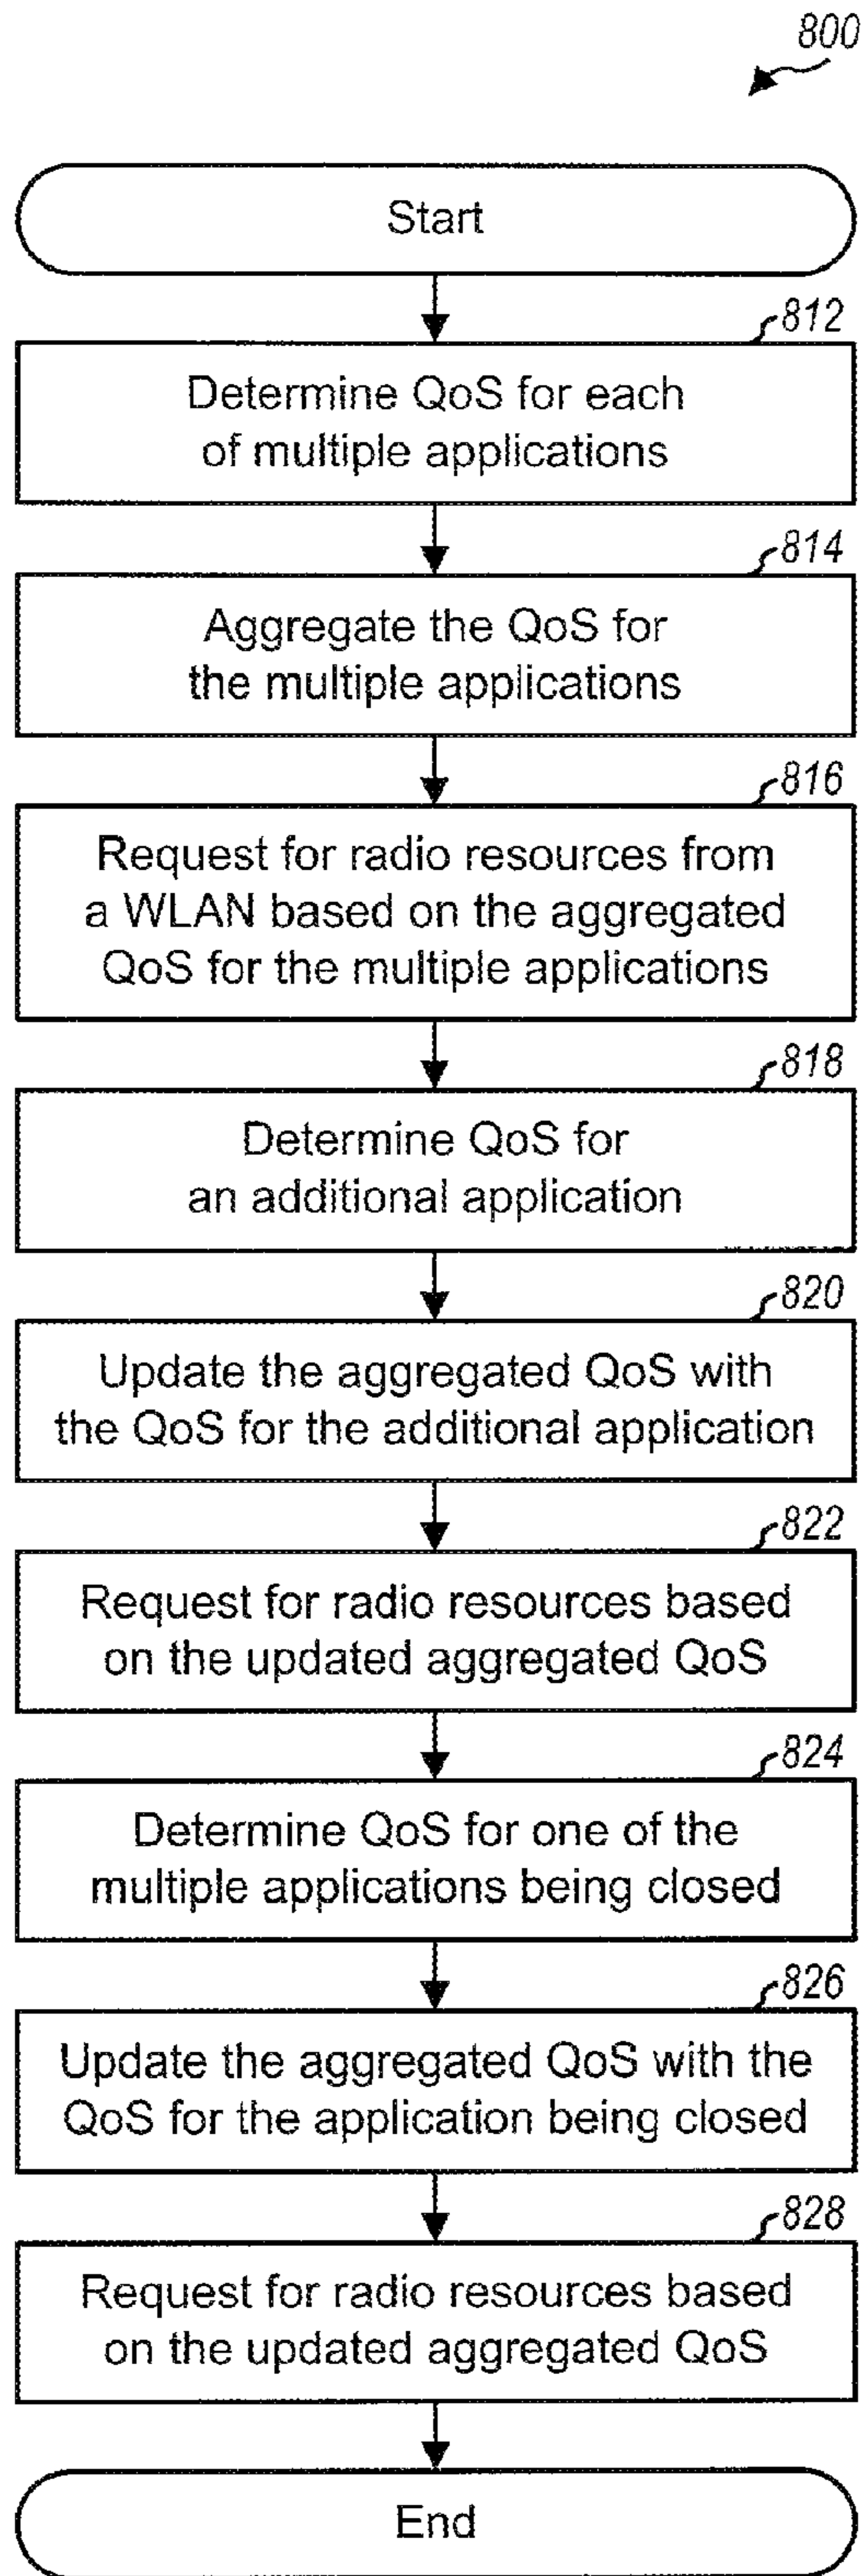 800
Start
812
Determine QoS for each
of multiple applications
814
Aggregate the QoS for
the multiple applications
816
Request for radio resources from
a WLAN based on the aggregated
QoS for the multiple applications
818
Determine QoS for
an additional application
820
Update the aggregated QoS with
the QoS for the additional application
822
Request for radio resources based
on the updated aggregated QoS
824
Determine QoS for one of the
multiple applications being closed
826
Update the aggregated QoS with the
QoS for the application being closed
828
Request for radio resources based
on the updated aggregated QoS
End